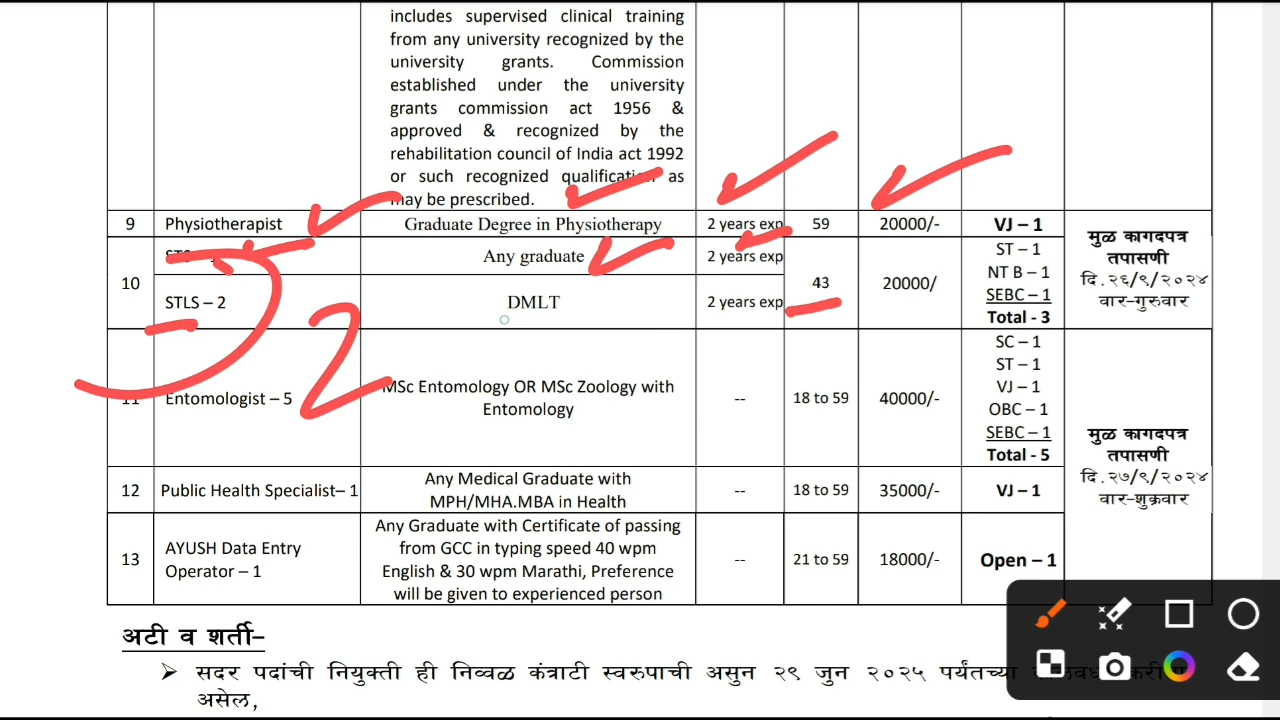 includes supervised clinical training
from any university recognized by the
university grants. Commission
established under the university
grants commission act 1956 &
approved & recognized by the
rehabilitation council of India act 1992
or such recognized qualification as
may be prescribed.
9 Physiotherapist Graduate Degree in Physiotherapy 2 years exp 59 20000/- VJ – 1
मुळ कागदपत्र
तपासणी
दि.२६/९/२०२४
वार-गुरुवार
10
Any graduate 2 years exp
STLS – 2 DMLT 2 years exp
43 20000/
ST – 1
NT B – 1
SEBC – 1
Total - 3
2
11 Entomologist – 5
MSc Entomology OR MSc Zoology with
Entomology
-- 18 to 59 40000/-
SC – 1
ST – 1
VJ – 1
OBC – 1
SEBC – 1
Total - 5
मुळ कागदपत्र
तपासणी
दि.२७/९/२०२४
वार-शुक्रवार
12 Public Health Specialist– 1
Any Medical Graduate with
MPH/MHA.MBA in Health
-- 18 to 59 35000/- VJ – 1
13
AYUSH Data Entry
Operator – 1
Any Graduate with Certificate of passing
from GCC in typing speed 40 wpm
English & 30 wpm Marathi, Preference
will be given to experienced person
-- 21 to 59 18000/- Open – 1
अटी व शर्ती-
➢ सदर पदांची नियुक्ती ही निव्वळ कंत्राटी स्वरुपाची असुन २९ जुन २०२५ पर्यंतच्या
असेल,